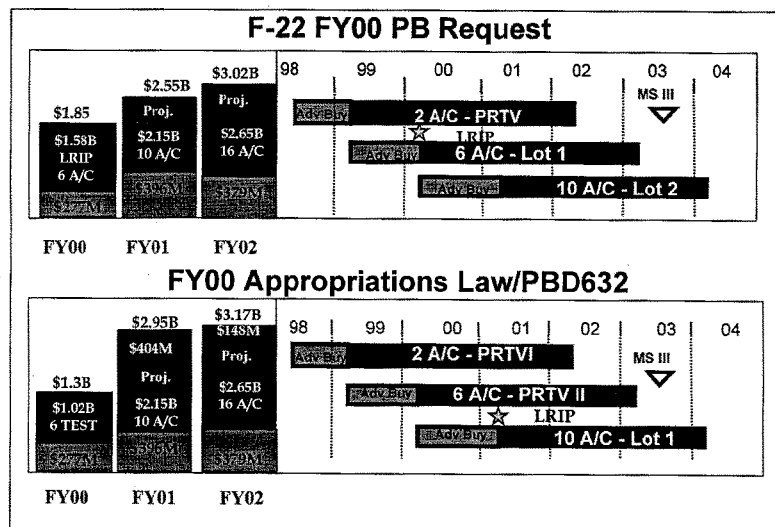 F-22 FY00 PB Request
98 99 00 01 02 03 04
$1.85
$2.55B
$3.02B
$1.58B
LRIP
6 A/C
$277M
Proj.
$2.15B
10 A/C
$396M
Proj.
$2.65B
16 A/C
$379M
FY00 FY01 FY02
MS III
Adv Buy 2 A/C - PRTV
LRIP
Adv Buy 6 A/C - Lot 1
Adv Buy 10 A/C - Lot 2
FY00 Appropriations Law/PBD632
98 99 00 01 02 03 04
$1.3B
$2.95B
$3.17B
$1.02B
6 TEST
$277M
$404M
Proj.
$2.15B
10 A/C
$396M
$148M
Proj.
$2.65B
16 A/C
$379M
FY00 FY01 FY02
MS III
Adv Buy 2 A/C - PRTVI
Adv Buy 6 A/C - PRTV II
LRIP
Adv Buy 10 A/C - Lot 1